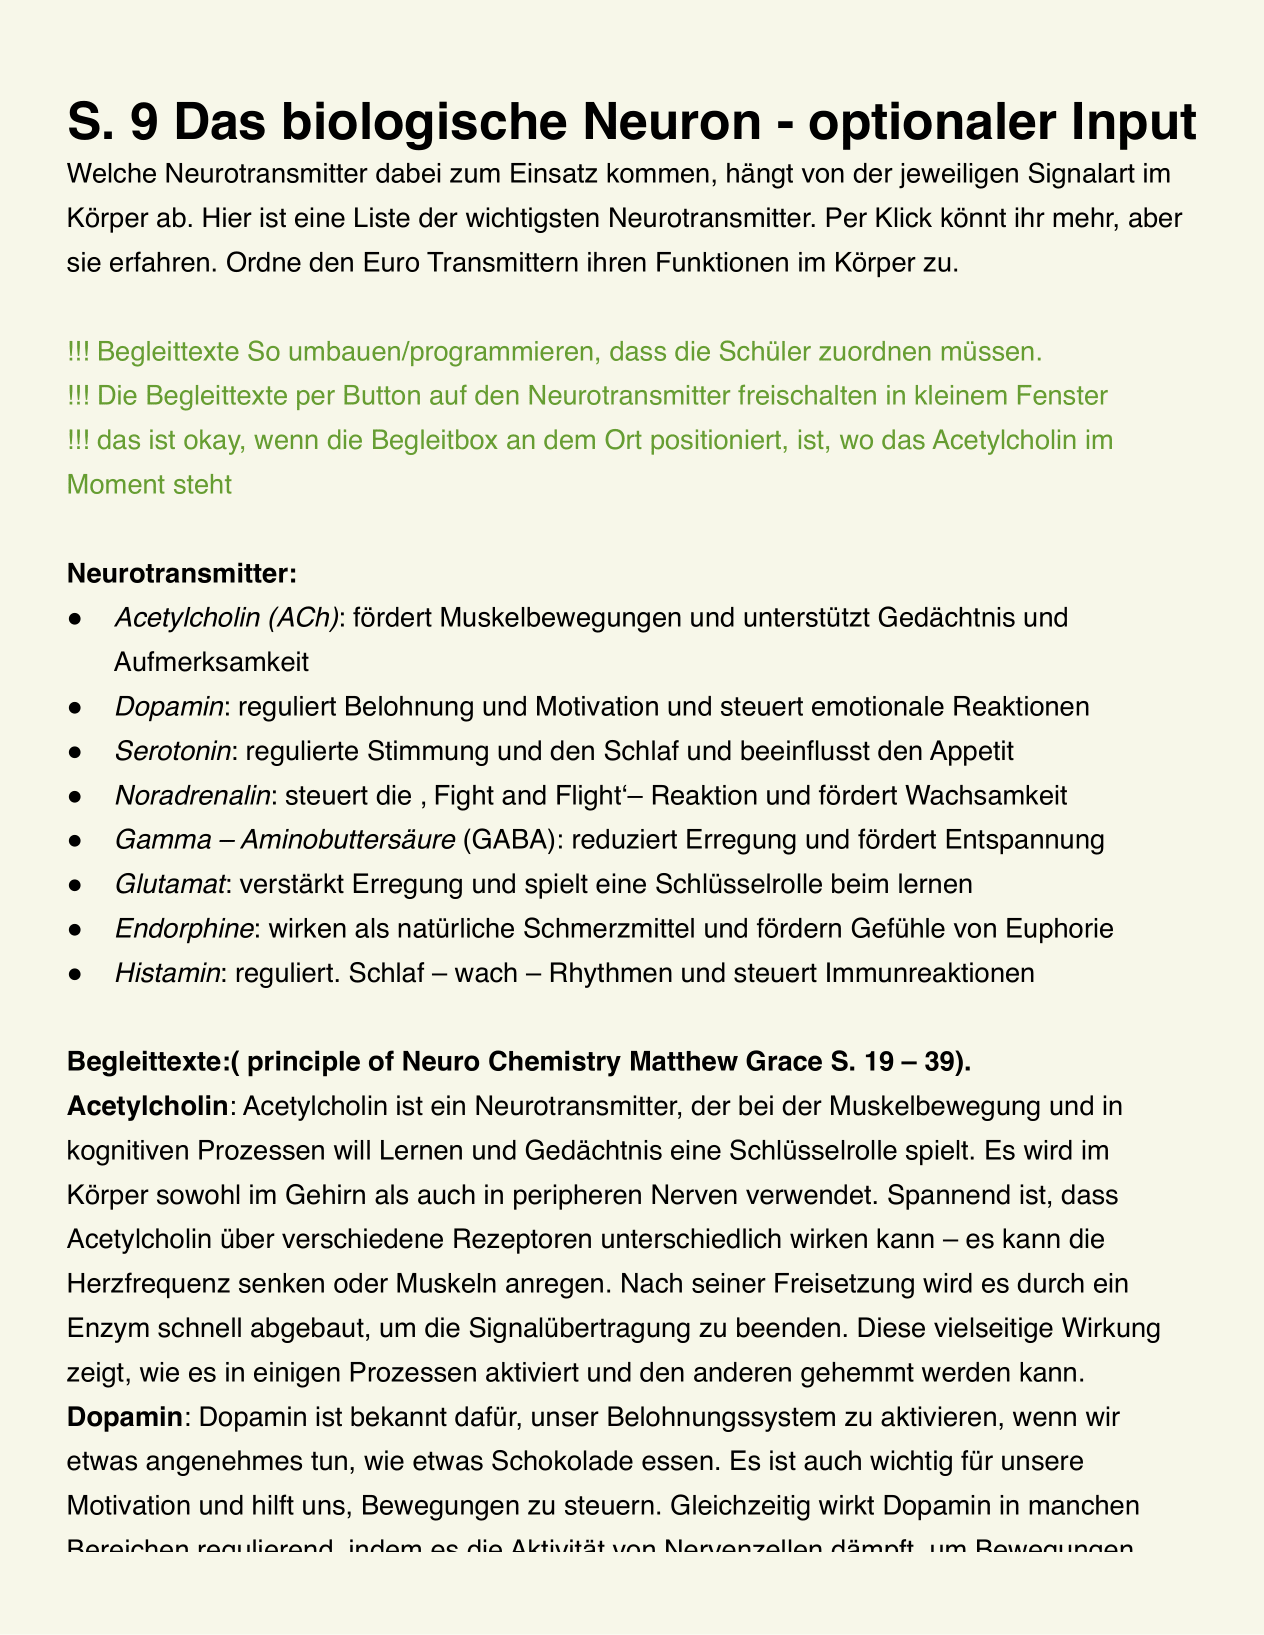 S. 9 Das biologische Neuron - optionaler Input
Welche Neurotransmitter dabei zum Einsatz kommen, hängt von der jeweiligen Signalart im
Körper ab. Hier ist eine Liste der wichtigsten Neurotransmitter. Per Klick könnt ihr mehr, aber
sie erfahren. Ordne den Euro Transmittern ihren Funktionen im Körper zu.
!!! Begleittexte So umbauen/programmieren, dass die Schüler zuordnen müssen.
!!! Die Begleittexte per Button auf den Neurotransmitter freischalten in kleinem Fenster
!!! das ist okay, wenn die Begleitbox an dem Ort positioniert, ist, wo das Acetylcholin im
Moment steht
Neurotransmitter:
● Acetylcholin (ACh): fördert Muskelbewegungen und unterstützt Gedächtnis und
Aufmerksamkeit
● Dopamin: reguliert Belohnung und Motivation und steuert emotionale Reaktionen
● Serotonin: regulierte Stimmung und den Schlaf und beeinflusst den Appetit
● Noradrenalin: steuert die ‚ Fight and Flight‘– Reaktion und fördert Wachsamkeit
● Gamma – Aminobuttersäure (GABA): reduziert Erregung und fördert Entspannung
● Glutamat: verstärkt Erregung und spielt eine Schlüsselrolle beim lernen
● Endorphine: wirken als natürliche Schmerzmittel und fördern Gefühle von Euphorie
● Histamin: reguliert. Schlaf – wach – Rhythmen und steuert Immunreaktionen
Begleittexte:( principle of Neuro Chemistry Matthew Grace S. 19 – 39).
Acetylcholin: Acetylcholin ist ein Neurotransmitter, der bei der Muskelbewegung und in
kognitiven Prozessen will Lernen und Gedächtnis eine Schlüsselrolle spielt. Es wird im
Körper sowohl im Gehirn als auch in peripheren Nerven verwendet. Spannend ist, dass
Acetylcholin über verschiedene Rezeptoren unterschiedlich wirken kann – es kann die
Herzfrequenz senken oder Muskeln anregen. Nach seiner Freisetzung wird es durch ein
Enzym schnell abgebaut, um die Signalübertragung zu beenden. Diese vielseitige Wirkung
zeigt, wie es in einigen Prozessen aktiviert und den anderen gehemmt werden kann.
Dopamin: Dopamin ist bekannt dafür, unser Belohnungssystem zu aktivieren, wenn wir
etwas angenehmes tun, wie etwas Schokolade essen. Es ist auch wichtig für unsere
Motivation und hilft uns, Bewegungen zu steuern. Gleichzeitig wirkt Dopamin in manchen
Bereichen regulierend, indem es die Aktivität von Nervenzellen dämpft, um Bewegungen